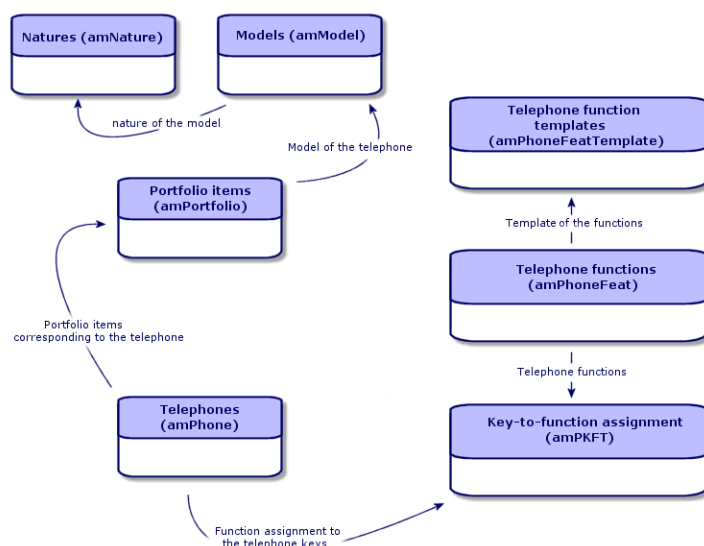 Natures (amNature)
Models (amModel)
nature of the model
Model of the telephone
Telephone function
templates
(amPhoneFeatTemplate)
Portfolio items
(amPortfolio)
Template of the functions
Telephone functions
(amPhoneFeat)
Portfolio items
corresponding to the telephone
Telephone functions
Telephones
(amPhone)
Key-to-function assignment
(amPKFT)
Function assignment to
the telephone keys